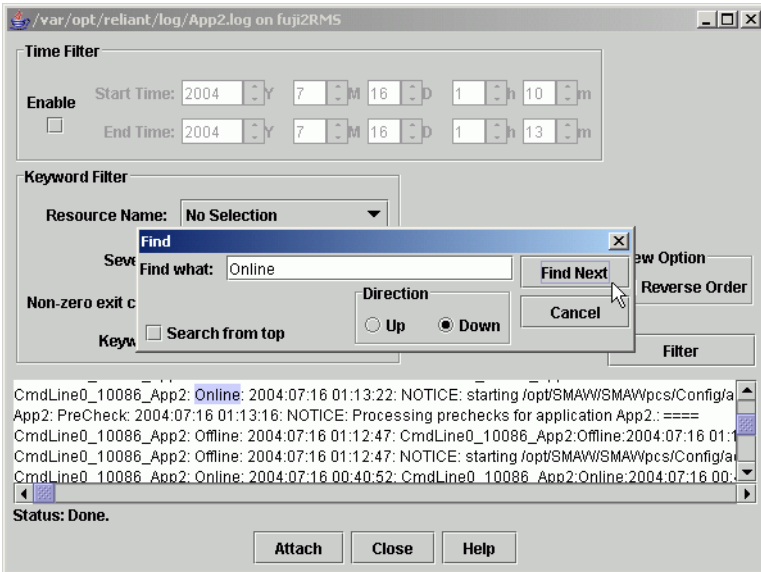 /var/opt/reliant/log/App2.log on fuji2RMS
Time Filter
Enable
Start Time: 2004 Y 7 M 16 D 1 h 10 m
End Time: 2004 Y 7 M 16 D 1 h 13 m
Keyword Filter
Resource Name: No Selection
Find
Find what: Online
Find Next
Direction
Up Down
Cancel
Search from top
Option
Reverse Order
Non-zero exit
Filter
CmdLine0_10086_App2: Online: 2004:07:16 01:13:22: NOTICE: starting /opt/SMAW/SMAWpcs/Config/a
App2: PreCheck: 2004:07:16 01:13:16: NOTICE: Processing prechecks for application App2.: ====
CmdLine0_10086_App2: Offline: 2004:07:16 01:12:47: CmdLine0_10086_App2:Offline:2004:07:16 01:1
CmdLine0_10086_App2: Offline: 2004:07:16 01:12:47: NOTICE: starting /opt/SMAW/SMAWpcs/Config/a
CmdLine0_10086_App2: Online: 2004:07:16 00:40:52: CmdLine0_10086_App2:Online:2004:07:16 00:
Status: Done.
Attach Close Help